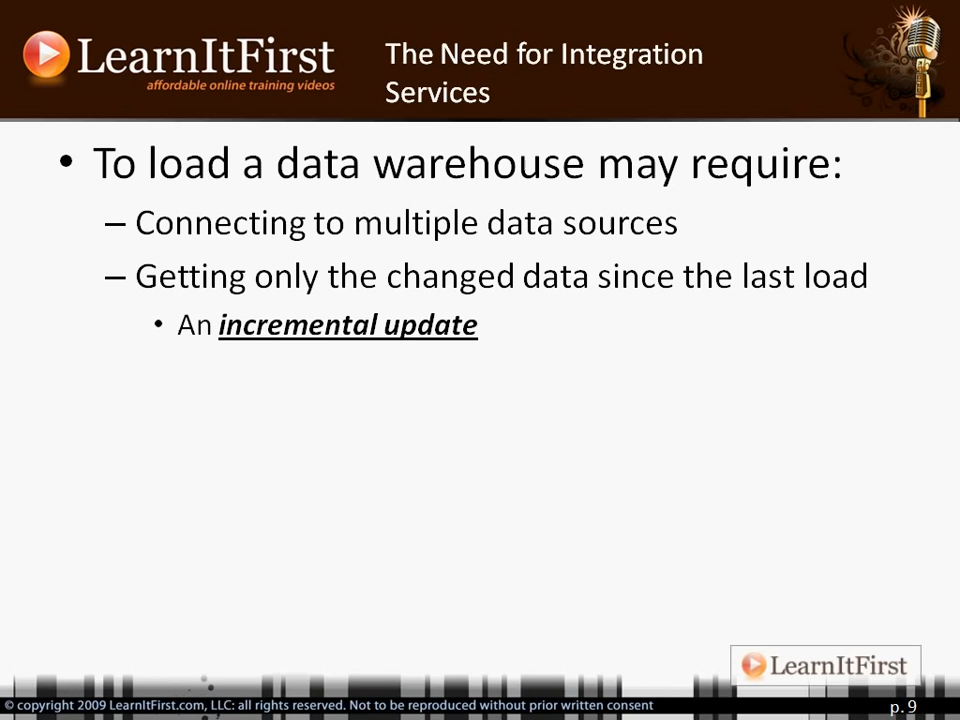 LearnItFirst
affordable online training videos
The Need for Integration
Services
• To load a data warehouse may require:
– Connecting to multiple data sources
– Getting only the changed data since the last load
• An incremental update
LearnItFirst
© copyright 2009 LearnItFirst.com, LLC: all rights reserved. Not to be reproduced without prior written consent
p. 9